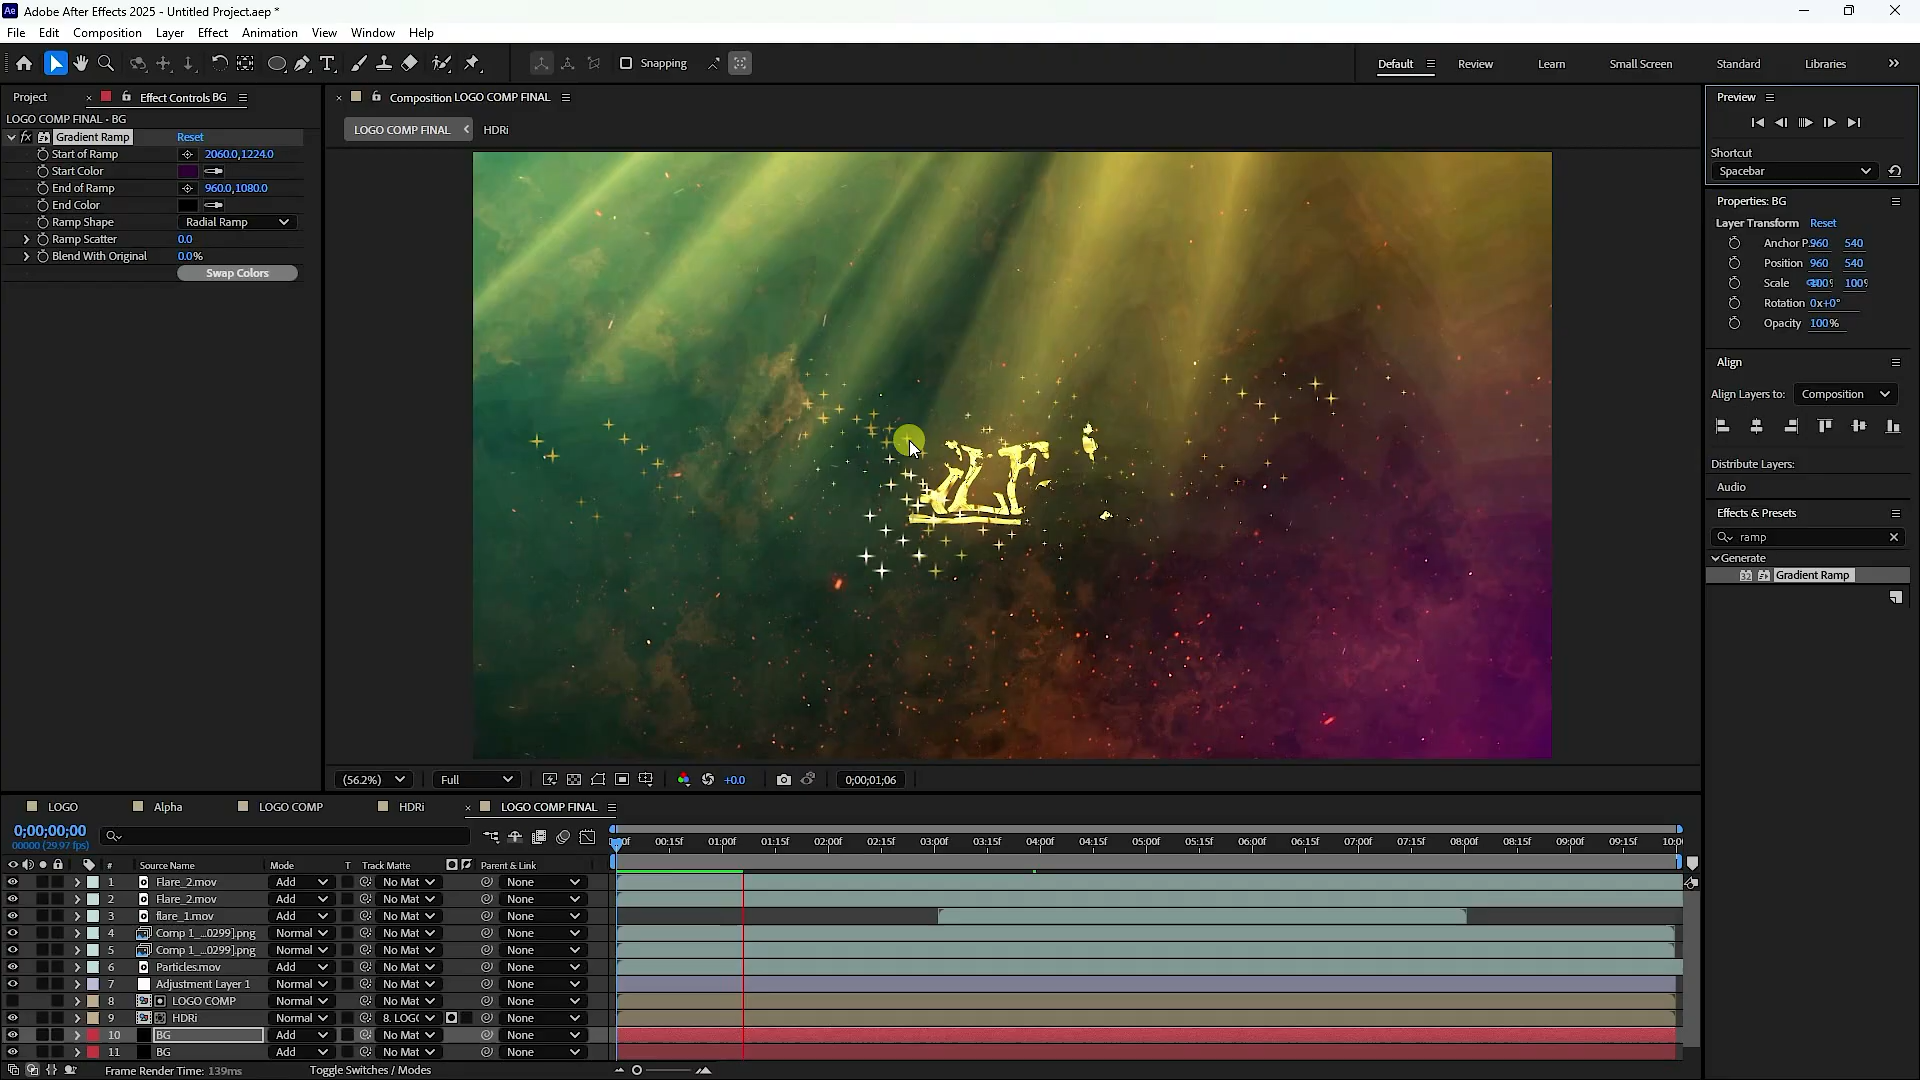 Ae Adobe After Effects 2025 - Untitled Project.aep *
File Edit Composition Layer Effect Animation View Window Help
Snapping
Default Review Learn Small Screen Standard Libraries
Project Effect Controls BG
LOGO COMP FINAL - BG
fx Gradient Ramp Reset
Start of Ramp 2060.0,1224.0
Start Color
End of Ramp 960.0,1080.0
End Color
Ramp Shape Radial Ramp
Ramp Scatter 0.0
Blend With Original 0.0%
Swap Colors
Composition LOGO COMP FINAL
LOGO COMP FINAL HDRi
(56.2%) Full +0.0 0;00;01;06
Preview
Shortcut
Spacebar
Properties: BG
Layer Transform Reset
Anchor P. 960 540
Position 960 540
Scale 100% 100%
Rotation 0x+0°
Opacity 100%
Align
Align Layers to: Composition
Distribute Layers:
Audio
Effects & Presets
ramp
Generate
32 Gradient Ramp
LOGO Alpha LOGO COMP HDRi LOGO COMP FINAL
0;00;00;00
00000 (29.97 fps)
00f 00:15f 01:00f 01:15f 02:00f 02:15f 03:00f 03:15f 04:00f 04:15f 05:00f 05:15f 06:00f 06:15f 07:00f 07:15f 08:00f 08:15f 09:00f 09:15f 10:0
# Source Name Mode T Track Matte Parent & Link
1 Flare_2.mov Add No Mat None
2 Flare_2.mov Add No Mat None
3 flare_1.mov Add No Mat None
4 Comp 1_...0299].png Normal No Mat None
5 Comp 1_...0299].png Normal No Mat None
6 Particles.mov Add No Mat None
7 Adjustment Layer 1 Normal No Mat None
8 LOGO COMP Normal No Mat None
9 HDRi Normal 8. LOG None
10 BG Add No Mat None
11 BG Add No Mat None
Frame Render Time: 139ms Toggle Switches / Modes